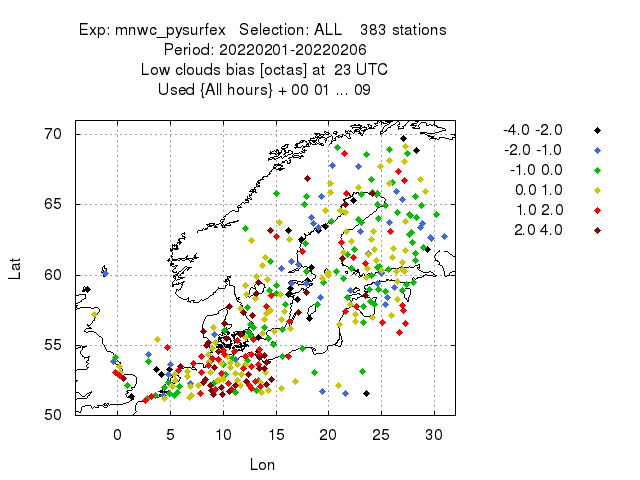 Exp: mnwc_pysurfex   Selection: ALL    383 stations
Period: 20220201-20220206
Low clouds bias [octas] at  23 UTC
Used {All hours} + 00 01 ... 09
70
65
60
55
50
Lat
0 5 10 15 20 25 30
Lon
-4.0 -2.0
-2.0 -1.0
-1.0 0.0
0.0 1.0
1.0 2.0
2.0 4.0